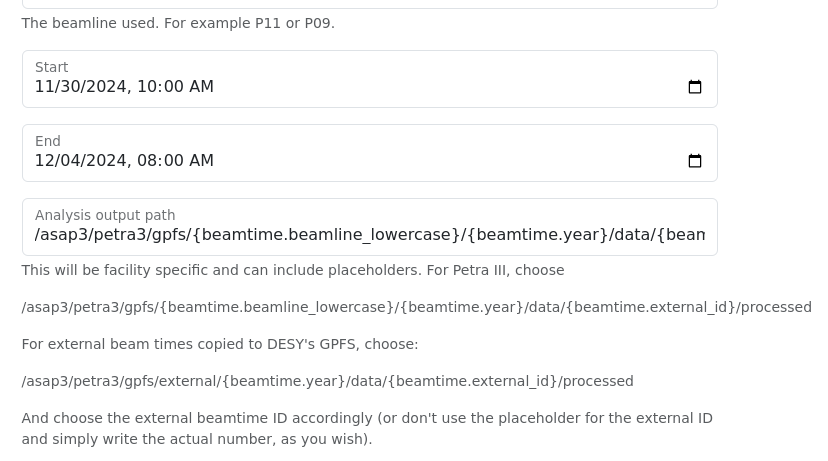 The beamline used. For example P11 or P09.
Start
11/30/2024, 10:00 AM
End
12/04/2024, 08:00 AM
Analysis output path
/asap3/petra3/gpfs/{beamtime.beamline_lowercase}/{beamtime.year}/data/{beam
This will be facility specific and can include placeholders. For Petra III, choose
/asap3/petra3/gpfs/{beamtime.beamline_lowercase}/{beamtime.year}/data/{beamtime.external_id}/processed
For external beam times copied to DESY's GPFS, choose:
/asap3/petra3/gpfs/external/{beamtime.year}/data/{beamtime.external_id}/processed
And choose the external beamtime ID accordingly (or don't use the placeholder for the external ID
and simply write the actual number, as you wish).